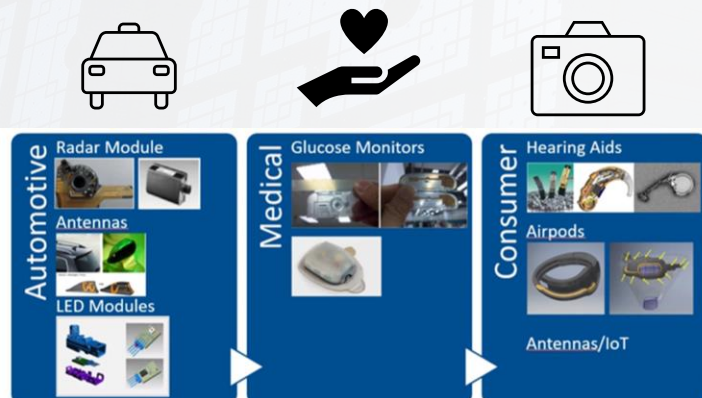 Automotive
Radar Module
Antennas
LED Modules
Medical
Glucose Monitors
Consumer
Hearing Aids
Airpods
Antennas/IoT